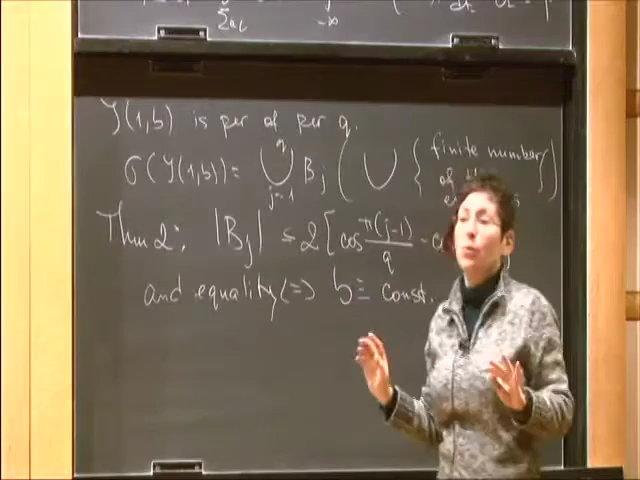 J(1,b) is per of per q.
σ(J(1,b)) = ⋃_{j=1}^{q} B_j ( ∪ { finite number
of
Thm 2: |B_j| ≤ 2[cos π(j-1)/q -
and equality <=> b ≡ const.